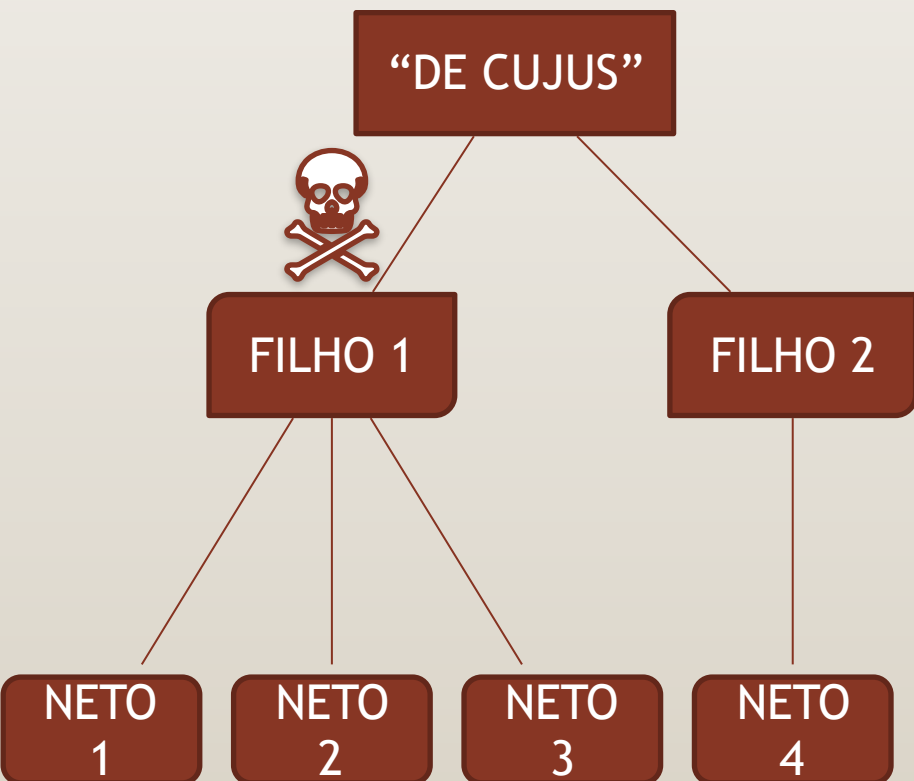 “DE CUJUS”
FILHO 1
FILHO 2
NETO
1
NETO
2
NETO
3
NETO
4